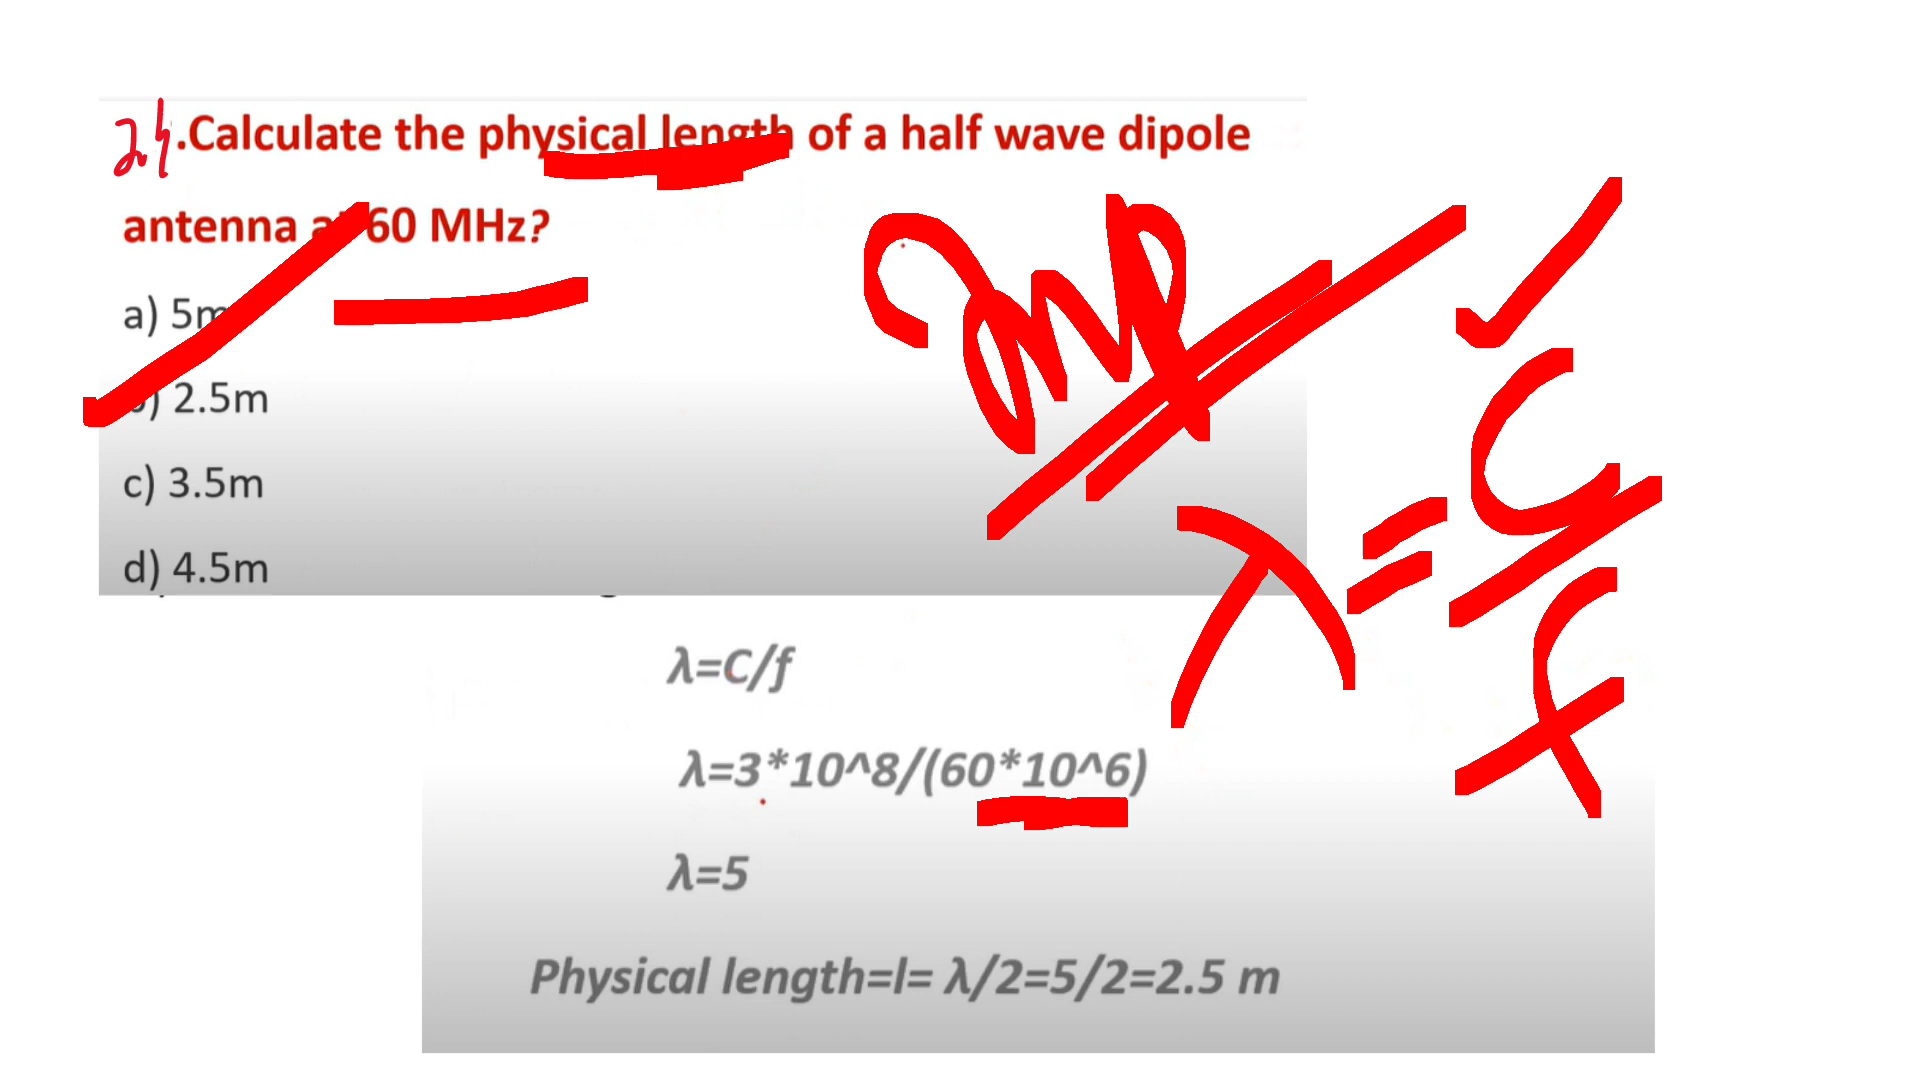 24.Calculate the physical length of a half wave dipole
antenna at 60 MHz?
a) 5m
b) 2.5m
c) 3.5m
d) 4.5m
λ=C/f
λ=3*10^8/(60*10^6)
λ=5
Physical length=l= λ/2=5/2=2.5 m
λ=C/f